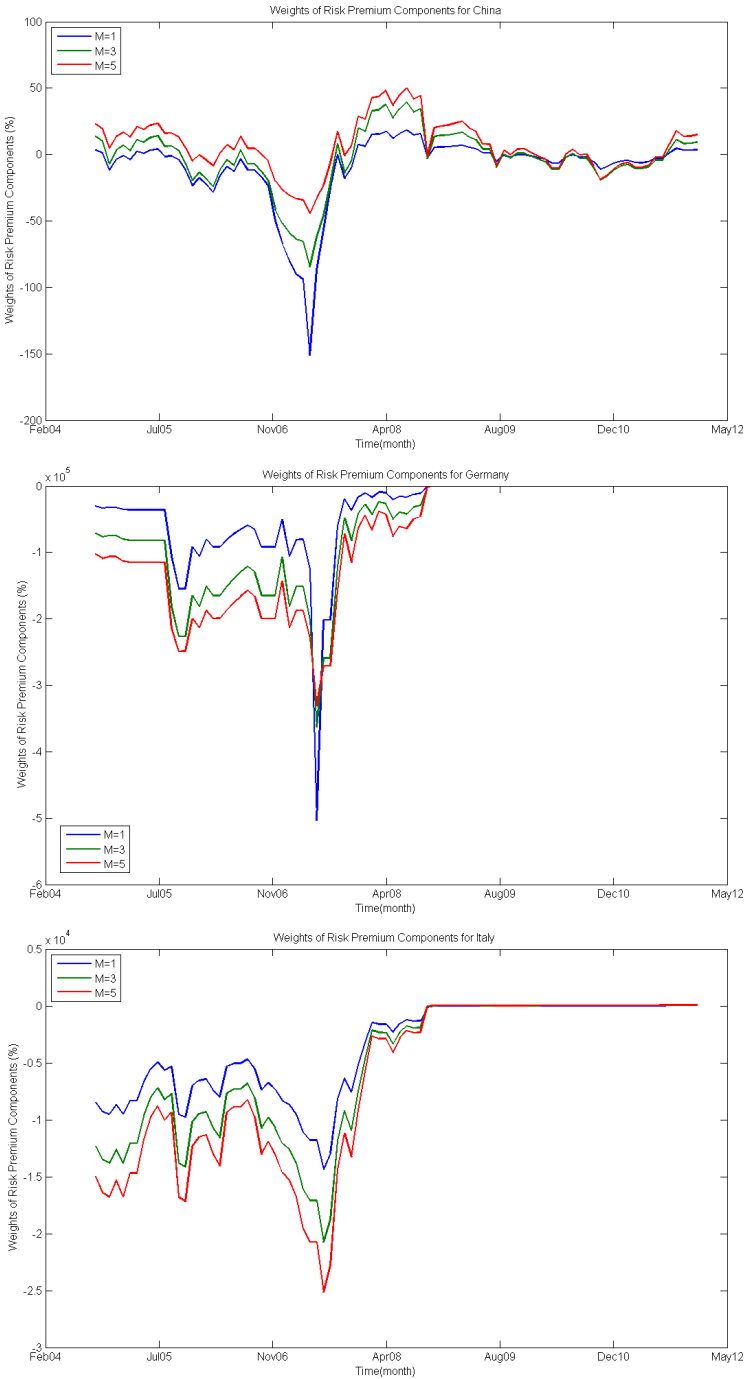 Weights of Risk Premium Components for China
100
50
0
-50
-100
-150
-200
Weights of Risk Premium Components (%)
M=1
M=3
M=5
Feb04 Jul05 Nov06 Apr08 Aug09 Dec10 May12
Time(month)
Weights of Risk Premium Components for Germany
x 10^5
0
-1
-2
-3
-4
-5
-6
Weights of Risk Premium Components (%)
M=1
M=3
M=5
Feb04 Jul05 Nov06 Apr08 Aug09 Dec10 May12
Time(month)
Weights of Risk Premium Components for Italy
x 10^4
0.5
0
-0.5
-1
-1.5
-2
-2.5
-3
Weights of Risk Premium Components (%)
M=1
M=3
M=5
Feb04 Jul05 Nov06 Apr08 Aug09 Dec10 May12
Time(month)